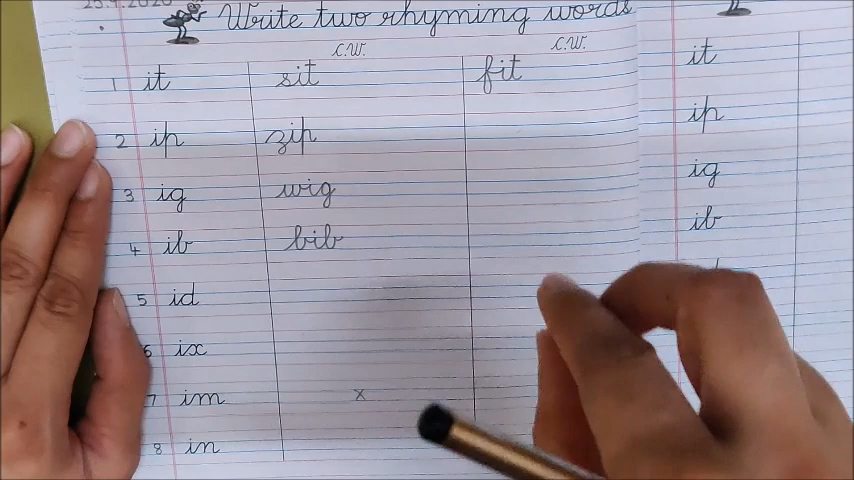 Write two rhyming words
c.w. c.w.
1 it sit fit
2 ip zip
3 ig wig
4 ib bib
5 id
6 ix
7 im x
8 in
it
ip
ig
ib